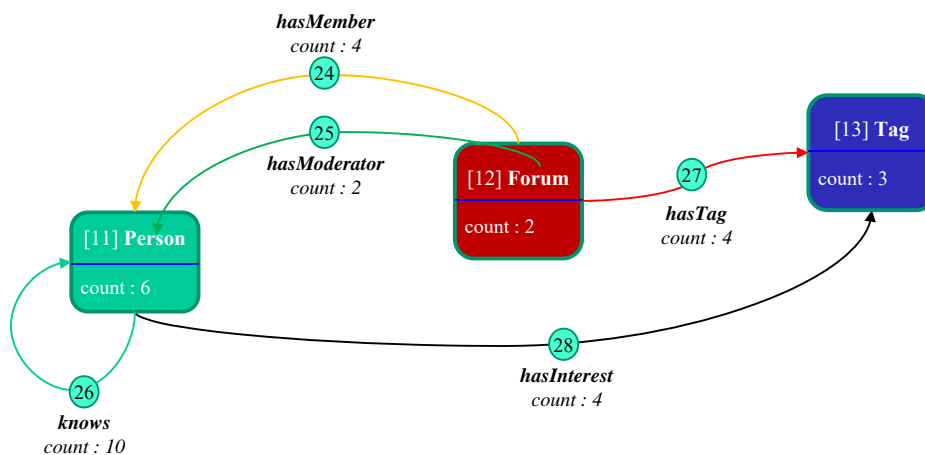 hasMember
count : 4
24
25
hasModerator
count : 2
[13] Tag
count : 3
[12] Forum
count : 2
27
hasTag
count : 4
[11] Person
count : 6
28
hasInterest
count : 4
26
knows
count : 10